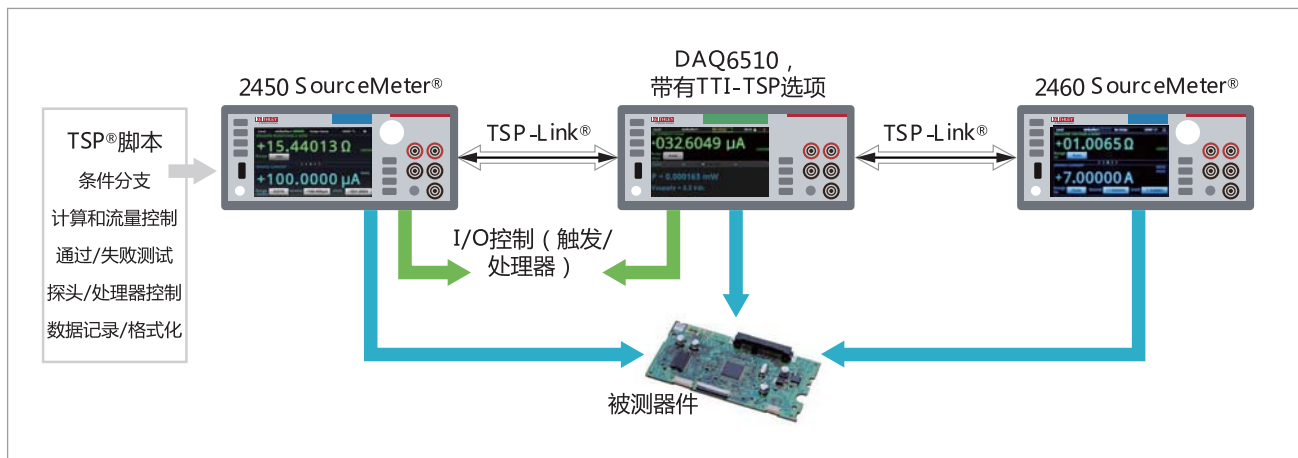 TSP®脚本
条件分支
计算和流量控制
通过/失败测试
探头/处理器控制
数据记录/格式化
2450 SourceMeter®
+15.44013 Ω
+100.0000 µA
TSP-Link®
DAQ6510，
带有TTI-TSP选项
0326049 µA
P = 0.000163 mW
TSP-Link®
2460 SourceMeter®
+01.0065 Ω
+7.00000 A
I/O控制（触发/
处理器）
被测器件